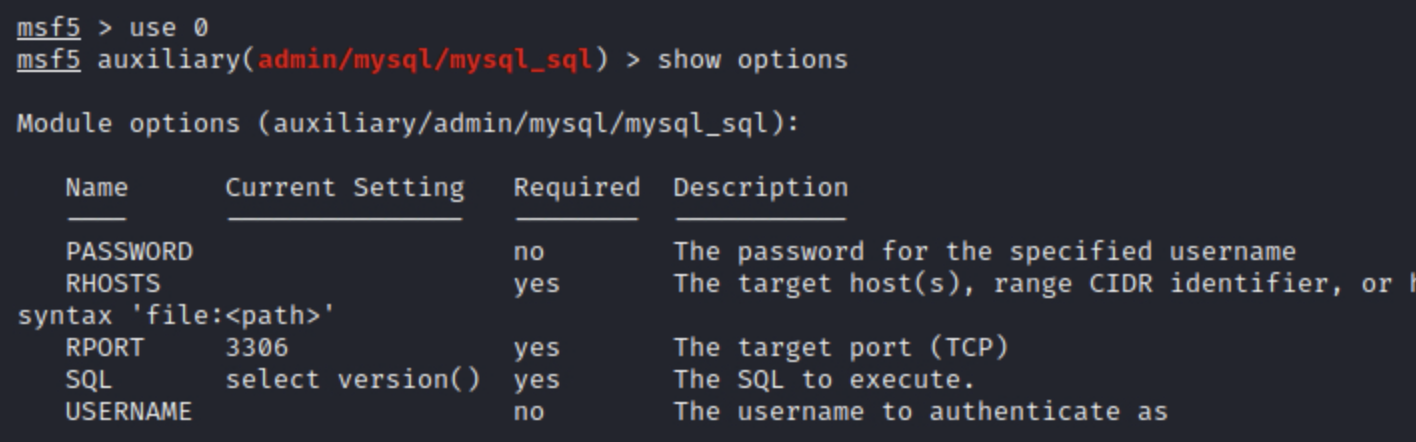 msf5 > use 0
msf5 auxiliary(admin/mysql/mysql_sql) > show options
Module options (auxiliary/admin/mysql/mysql_sql):
Name Current Setting Required Description
PASSWORD no The password for the specified username
RHOSTS yes The target host(s), range CIDR identifier, or
syntax 'file:<path>'
RPORT 3306 yes The target port (TCP)
SQL select version() yes The SQL to execute.
USERNAME no The username to authenticate as